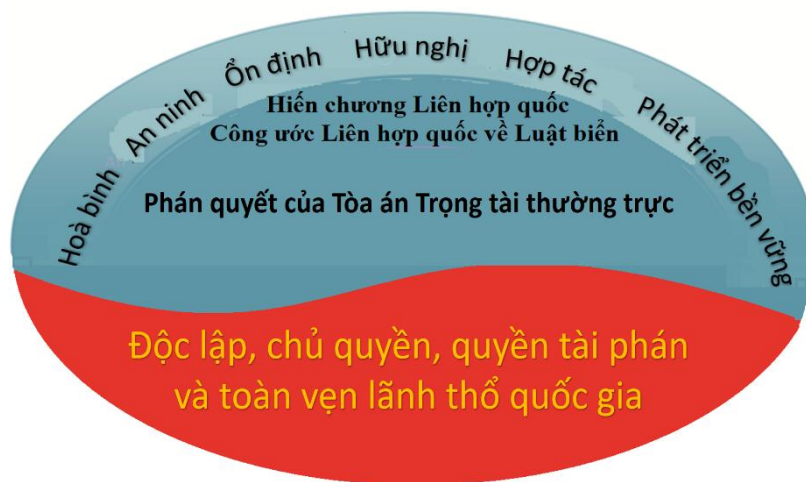 Hoà bình
An ninh
Ổn định
Hữu nghị
Hợp tác
Phát triển bền vững
Hiến chương Liên hợp quốc
Công ước Liên hợp quốc về Luật biển
Phán quyết của Tòa án Trọng tài thường trực
Độc lập, chủ quyền, quyền tài phán
và toàn vẹn lãnh thổ quốc gia